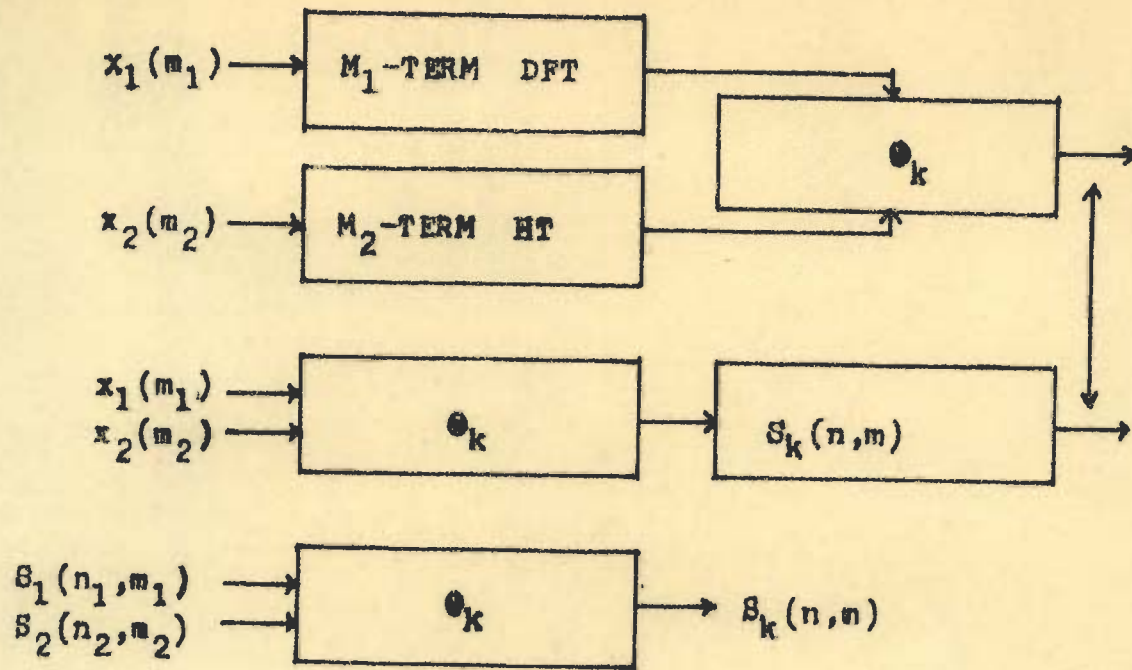 x₁(m₁)
M₁-TERM DFT
●ₖ
x₂(m₂)
M₂-TERM HT
x₁(m₁)
x₂(m₂)
●ₖ
Sₖ(n,m)
S₁(n₁,m₁)
S₂(n₂,m₂)
●ₖ
Sₖ(n,m)